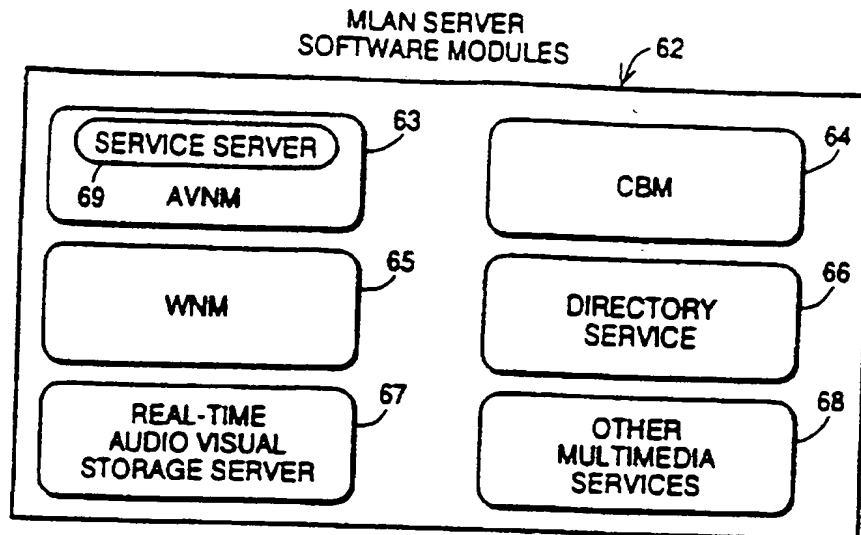 MLAN SERVER
SOFTWARE MODULES
62
SERVICE SERVER
69
AVNM
63
CBM
64
WNM
65
DIRECTORY
SERVICE
66
REAL-TIME
AUDIO VISUAL
STORAGE SERVER
67
OTHER
MULTIMEDIA
SERVICES
68